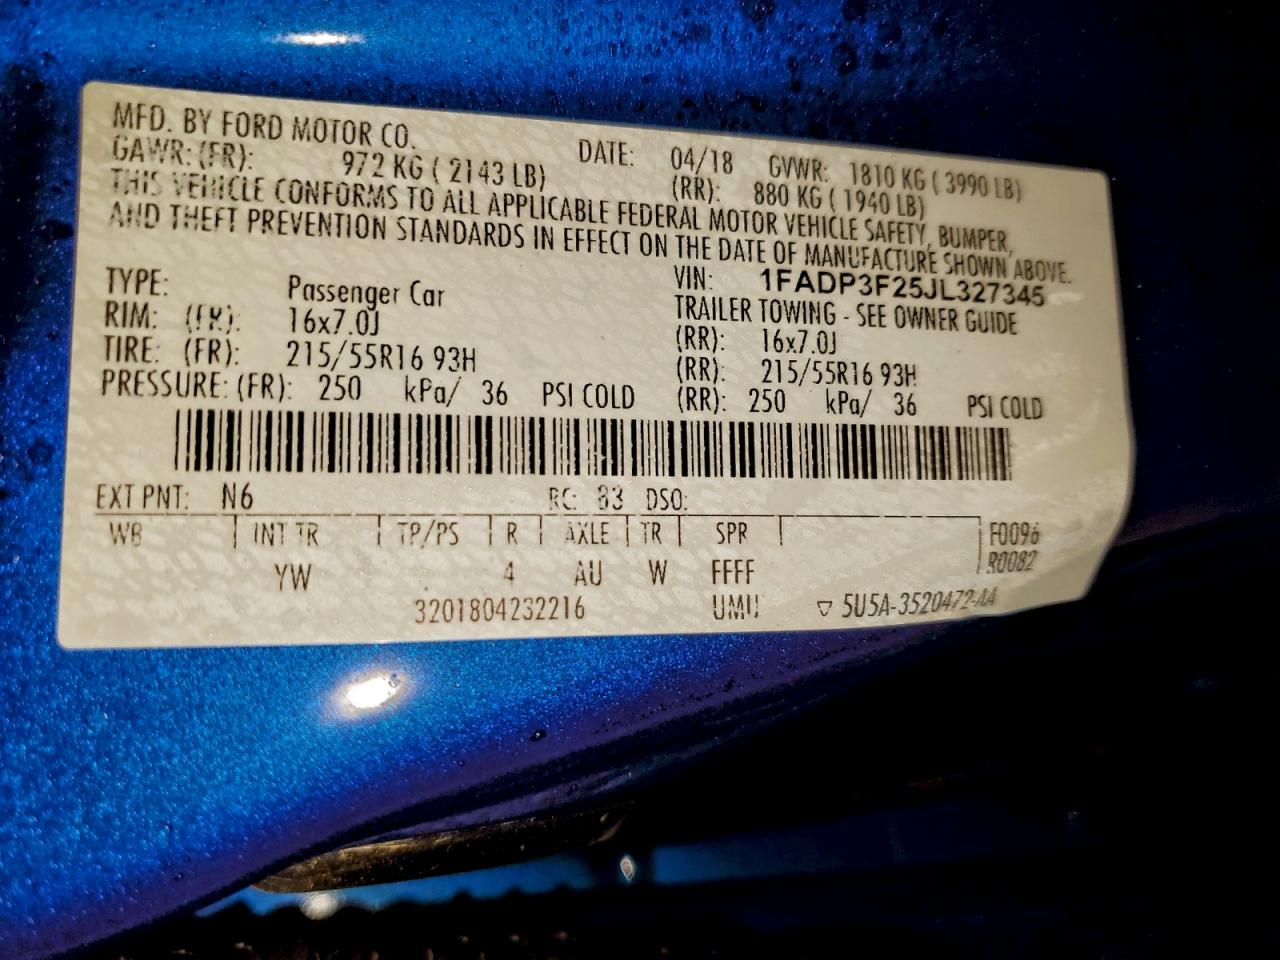 MFD. BY FORD MOTOR CO. DATE: 04/18 GVWR: 1810 KG ( 3990 LB)
GAWR: (FR): 972 KG ( 2143 LB) (RR): 880 KG ( 1940 LB)
THIS VEHICLE CONFORMS TO ALL APPLICABLE FEDERAL MOTOR VEHICLE SAFETY, BUMPER,
AND THEFT PREVENTION STANDARDS IN EFFECT ON THE DATE OF MANUFACTURE SHOWN ABOVE.
VIN: 1FADP3F25JL327345
TYPE: Passenger Car TRAILER TOWING - SEE OWNER GUIDE
RIM: (FR): 16x7.0J (RR): 16x7.0J
TIRE: (FR): 215/55R16 93H (RR): 215/55R16 93H
PRESSURE: (FR): 250 kPa/ 36 PSI COLD (RR): 250 kPa/ 36 PSI COLD
EXT PNT: N6 RC: 33 DSO:
WB INT TR TP/PS R AXLE TR SPR F0096
YW 4 AU W FFFF R0082
3201804232216 UMU ▽ 5U5A-3520472-AA